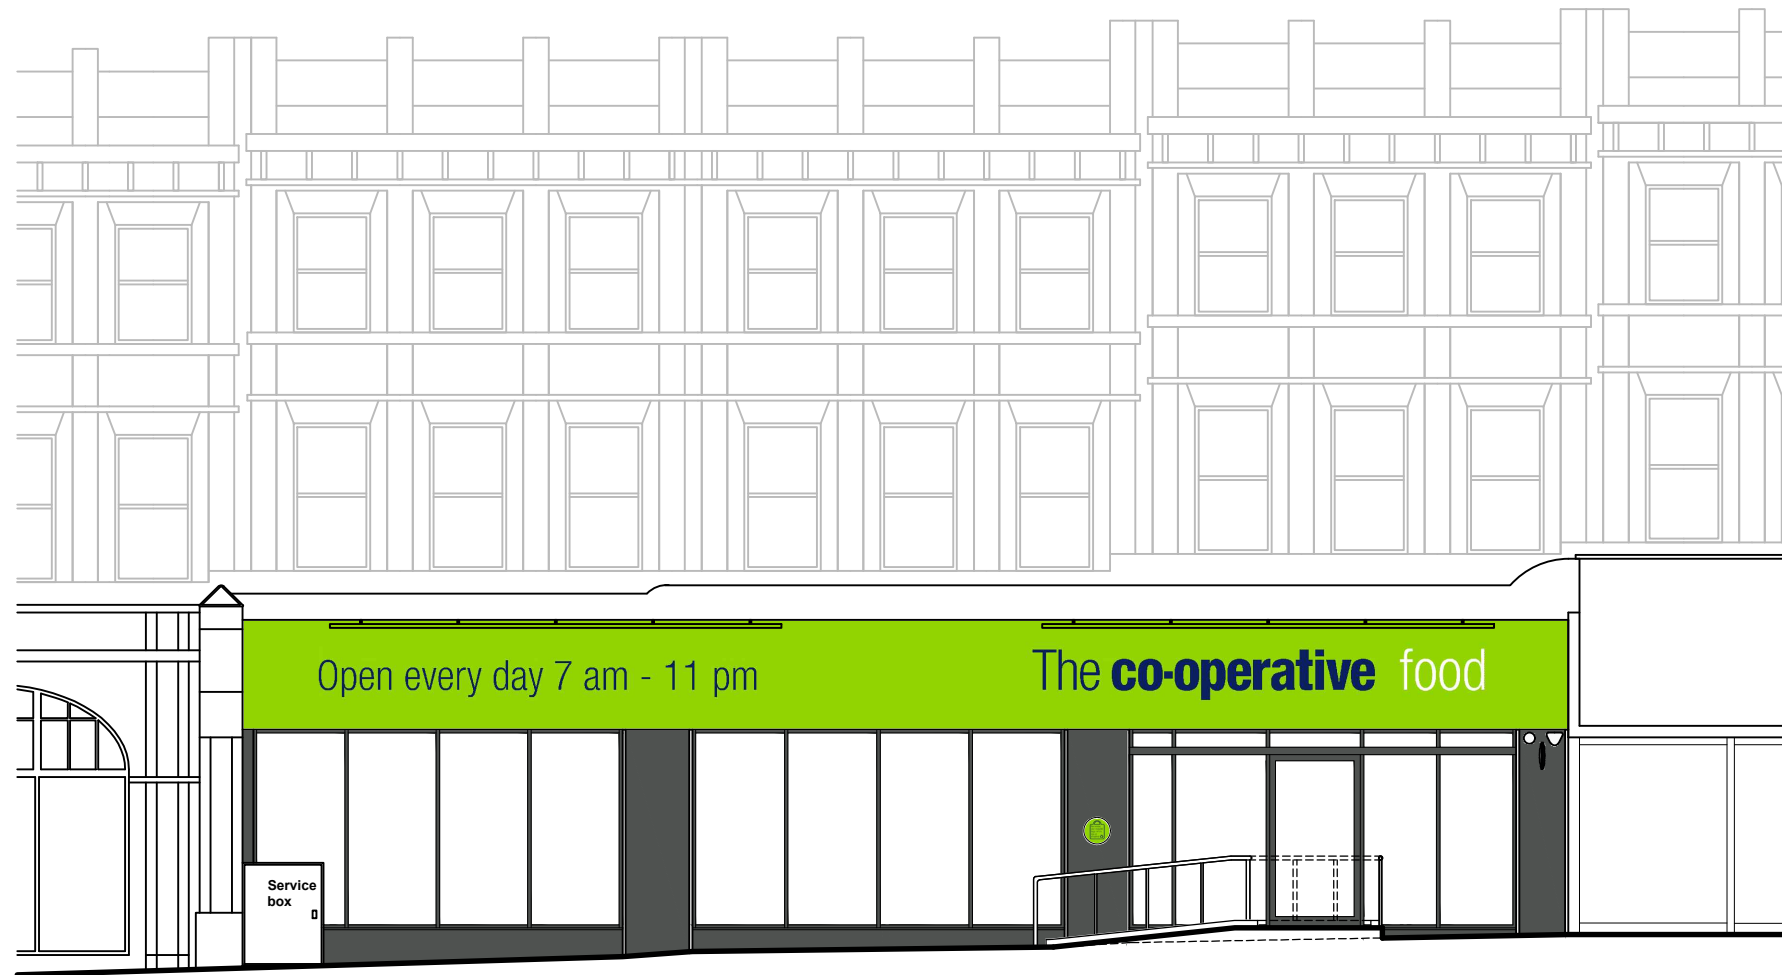 Open every day 7 am - 11 pm
The co-operative food
Service
box